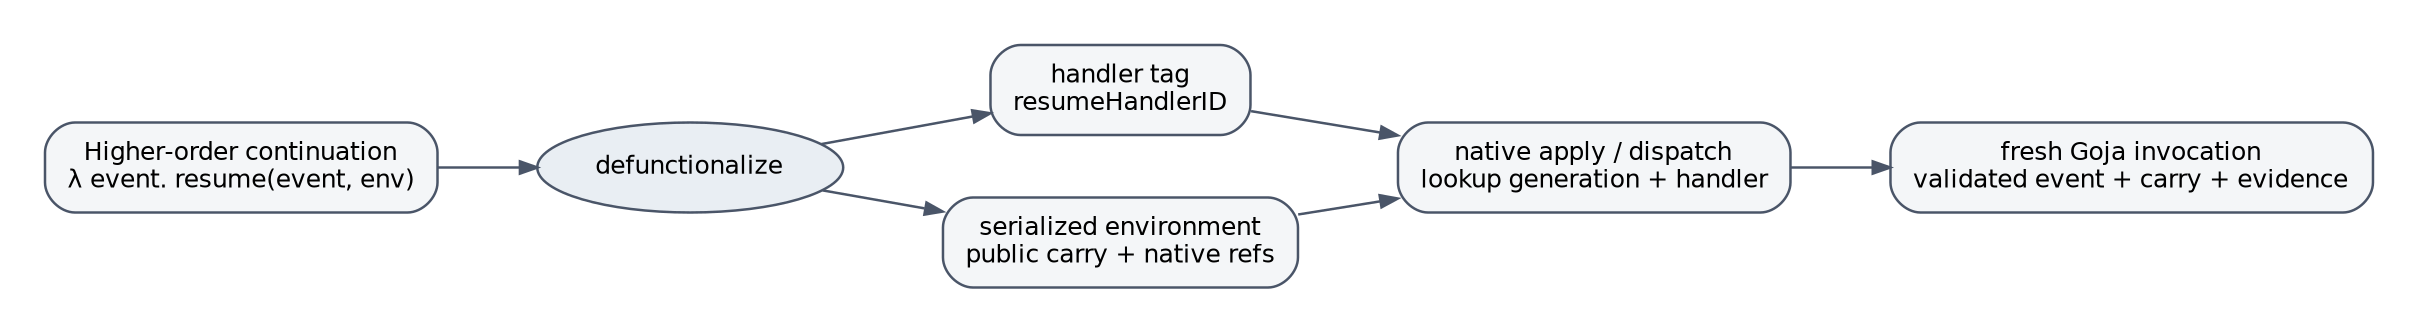 Higher-order continuation
λ event. resume(event, env)
defunctionalize
handler tag
resumeHandlerID
serialized environment
public carry + native refs
native apply / dispatch
lookup generation + handler
fresh Goja invocation
validated event + carry + evidence